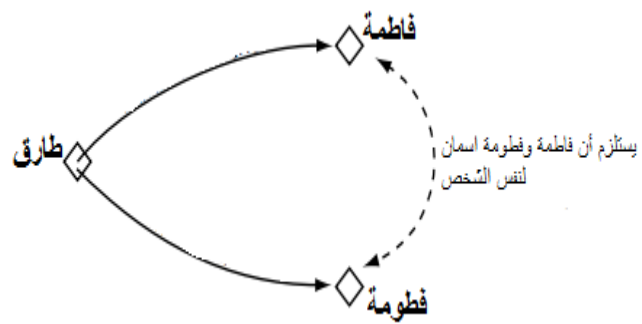 فاطمة
طارق
يستلزم أن فاطمة وفطومة اسمان
لنفس الشخص
فطومة